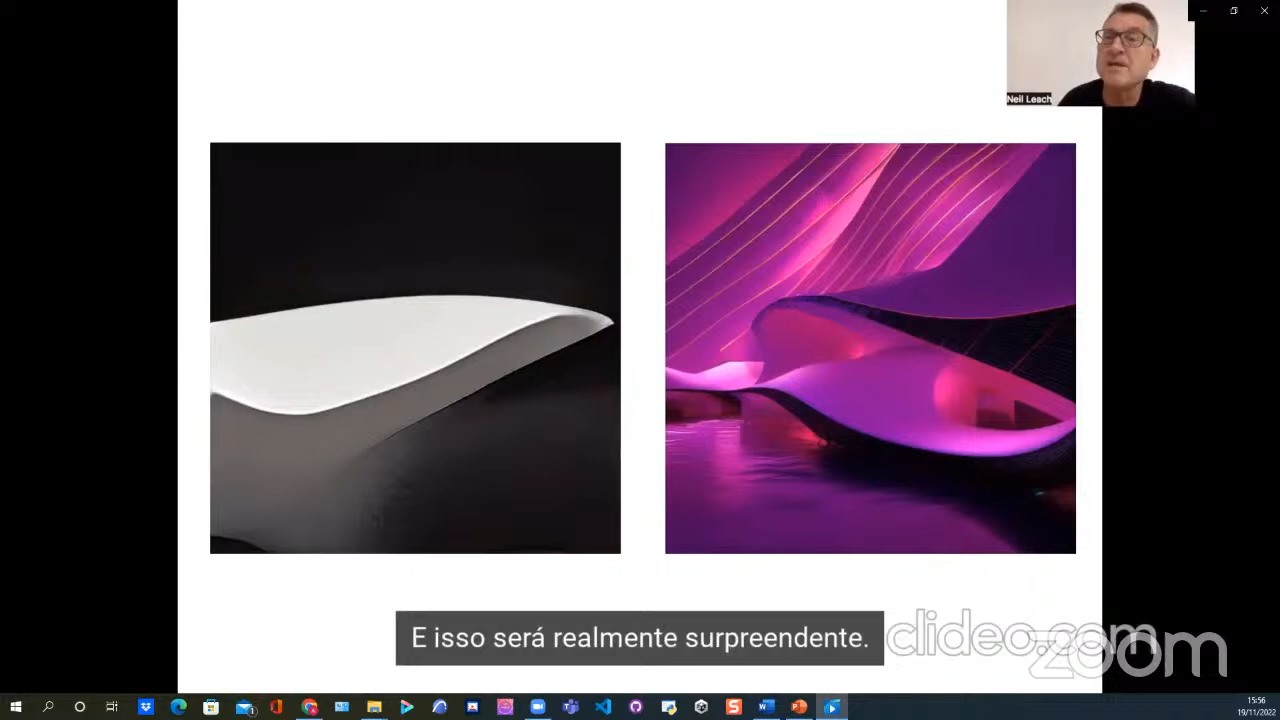 Neil Leach
E isso será realmente surpreendente.
clideo.com
zoom
15:56
19/11/2022